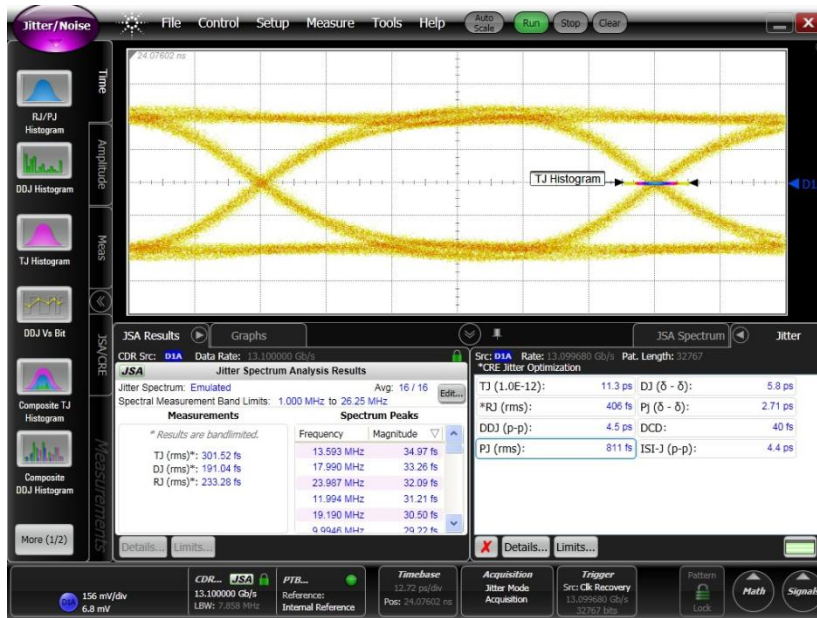 Jitter/Noise
File Control Setup Measure Tools Help
Auto Scale
Run
Stop
Clear
RJ/PJ
Histogram
DDJ Histogram
TJ Histogram
DDJ Vs Bit
Composite TJ
Histogram
Composite
DDJ Histogram
More (1/2)
Time
Amplitude
Meas
JSA/CRE
Measurements
24.07602 ns
TJ Histogram
D1
JSA Results
Graphs
CDR Src: D1A Data Rate: 13.100000 Gb/s
JSA Jitter Spectrum Analysis Results
Jitter Spectrum: Emulated Avg: 16 / 16
Spectral Measurement Band Limits: 1.000 MHz to 26.25 MHz
Edit...
Measurements
* Results are bandlimited.
TJ (rms)*: 301.52 fs
DJ (rms)*: 191.04 fs
RJ (rms)*: 233.28 fs
Spectrum Peaks
Frequency Magnitude
13.593 MHz 34.97 fs
17.990 MHz 33.26 fs
23.987 MHz 32.09 fs
11.994 MHz 31.21 fs
19.190 MHz 30.50 fs
9.9946 MHz 29.22 fs
Details... Limits...
JSA Spectrum
Jitter
Src: D1A Rate: 13.099680 Gb/s Pat. Length: 32767
*CRE Jitter Optimization
TJ (1.0E-12): 11.3 ps DJ (δ - δ): 5.8 ps
*RJ (rms): 406 fs Pj (δ - δ): 2.71 ps
DDJ (p-p): 4.5 ps DCD: 40 fs
PJ (rms): 811 fs ISI-J (p-p): 4.4 ps
Details... Limits...
D1A
156 mV/div
6.8 mV
CDR... JSA
13.100000 Gb/s
LBW: 7.858 MHz
PTB...
Reference:
Internal Reference
Timebase
12.72 ps/div
Pos: 24.07602 ns
Acquisition
Jitter Mode
Acquisition
Trigger
Src: Clk Recovery
13.099680 Gb/s
32767 bits
Pattern
Lock
Math
Signals